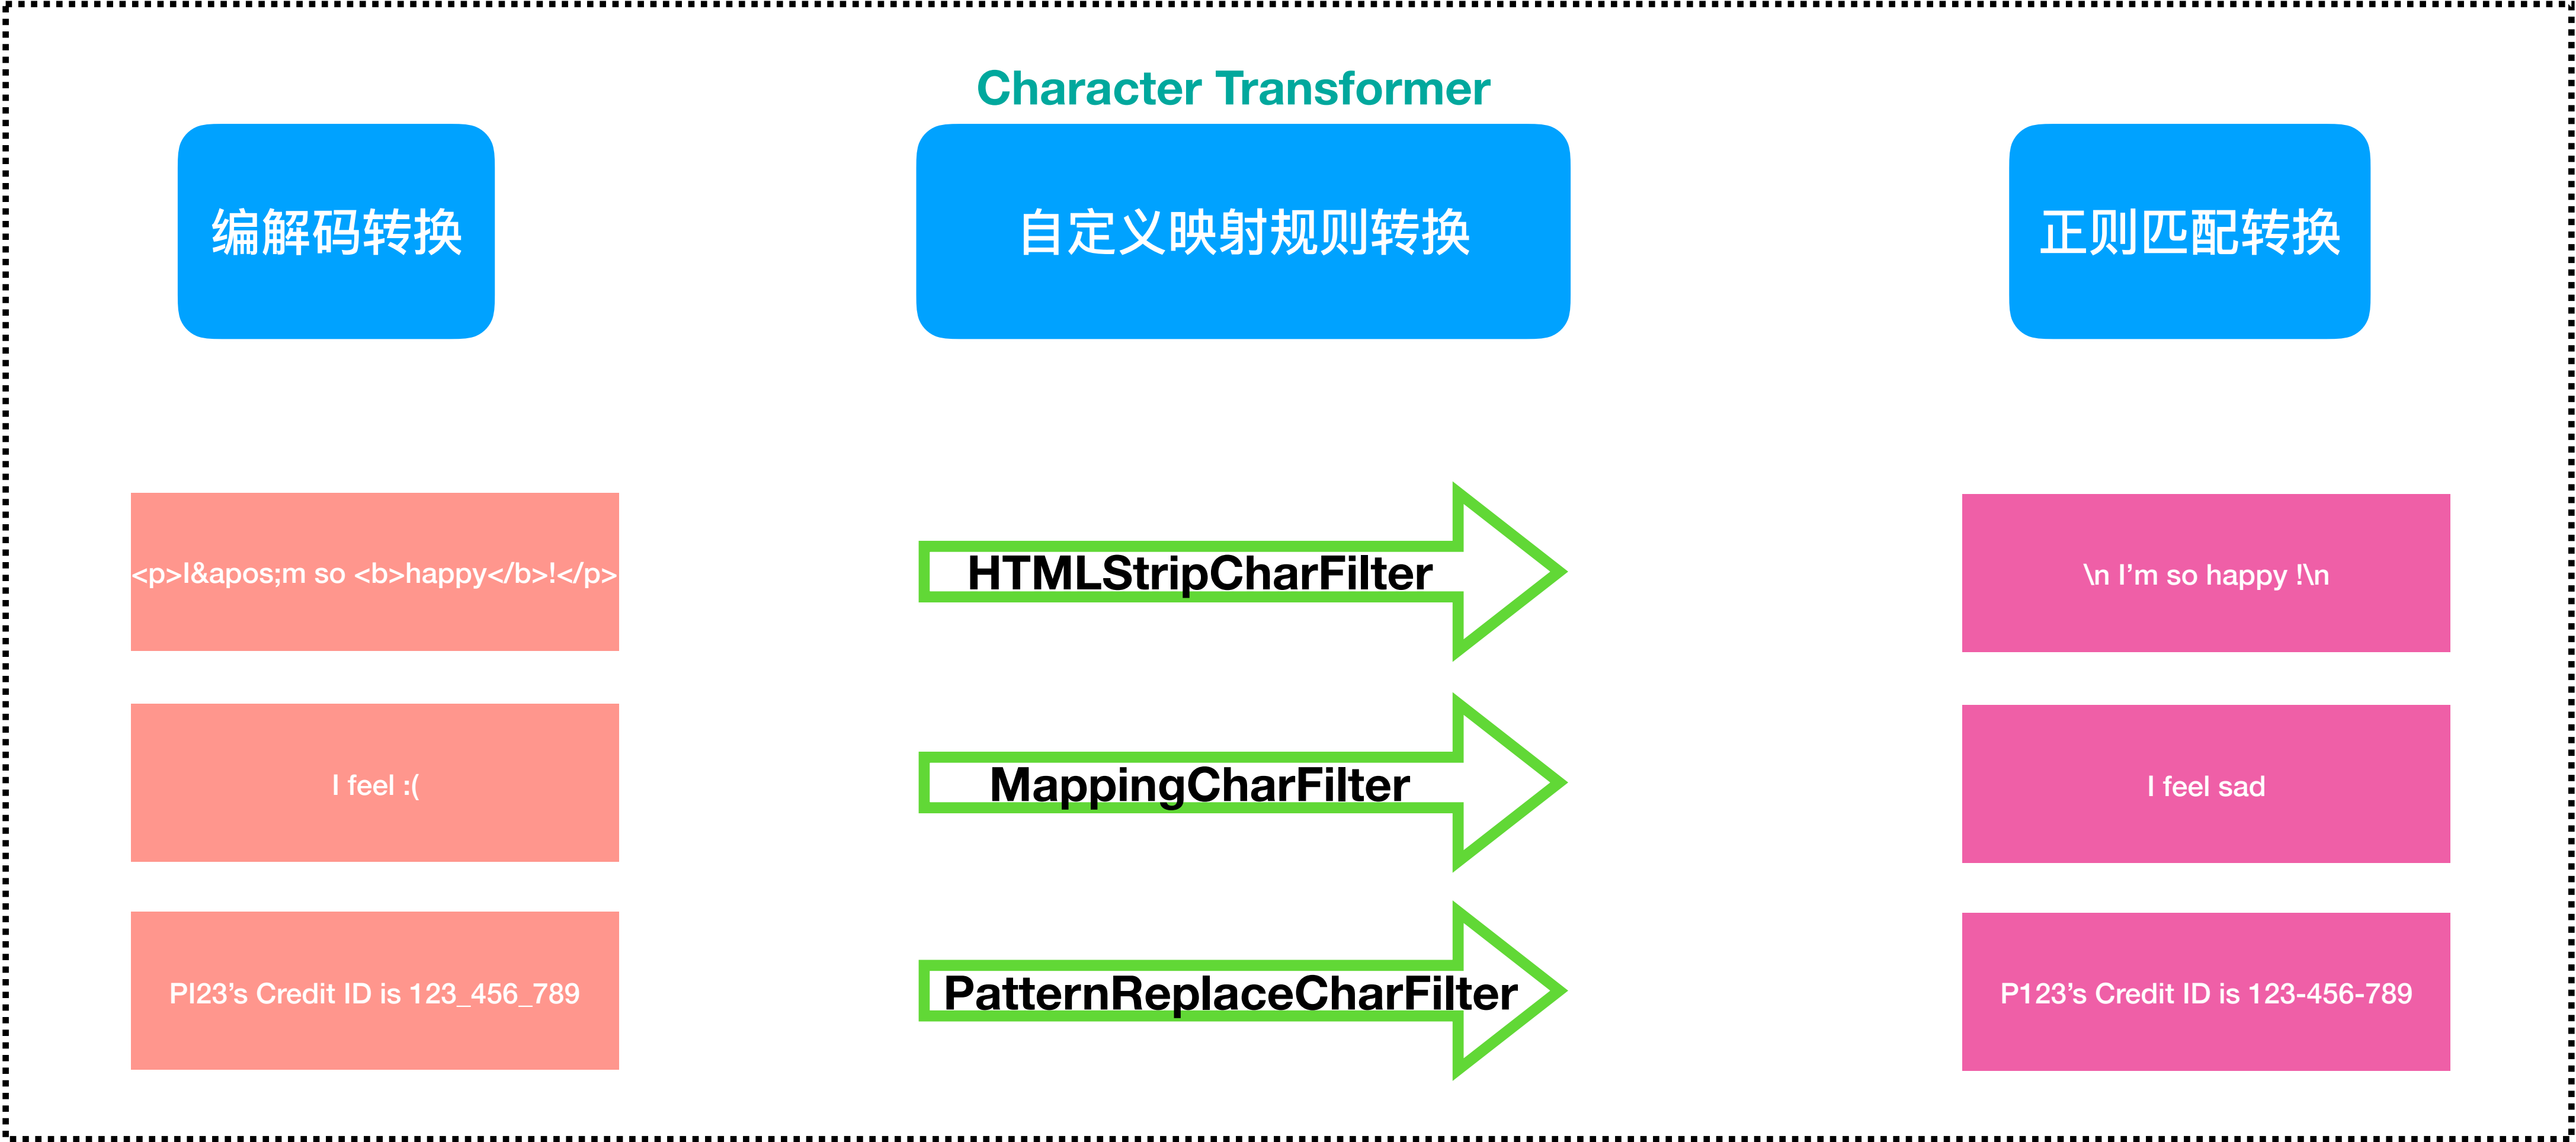 Character Transformer
编解码转换
自定义映射规则转换
正则匹配转换
<p>I&apos;m so <b>happy</b>!</p>
HTMLStripCharFilter
\n I’m so happy !\n
I feel :(
MappingCharFilter
I feel sad
PI23’s Credit ID is 123_456_789
PatternReplaceCharFilter
P123’s Credit ID is 123-456-789